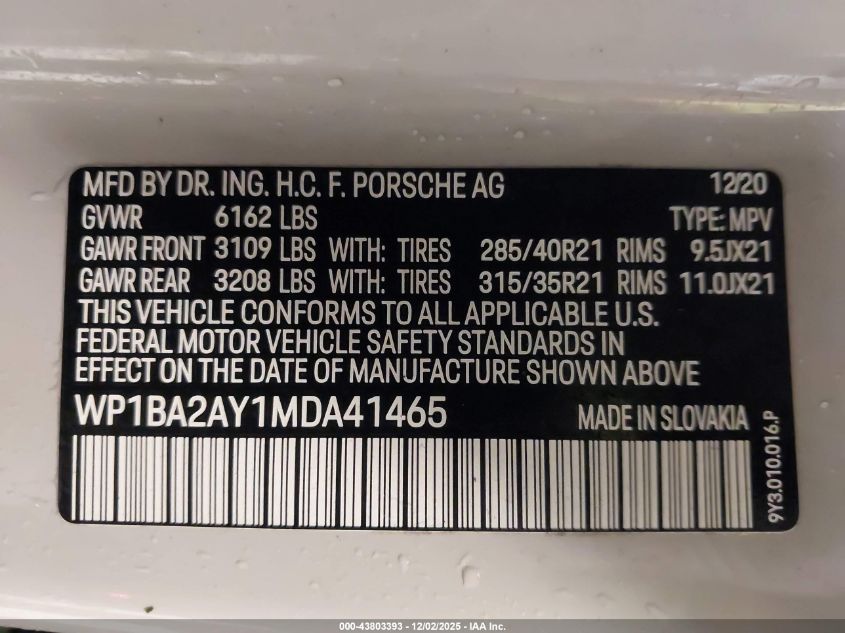 MFD BY DR. ING. H.C. F. PORSCHE AG 12/20
GVWR 6162 LBS TYPE: MPV
GAWR FRONT 3109 LBS WITH: TIRES 285/40R21 RIMS 9.5JX21
GAWR REAR 3208 LBS WITH: TIRES 315/35R21 RIMS 11.0JX21
THIS VEHICLE CONFORMS TO ALL APPLICABLE U.S.
FEDERAL MOTOR VEHICLE SAFETY STANDARDS IN
EFFECT ON THE DATE OF MANUFACTURE SHOWN ABOVE
WP1BA2AY1MDA41465 MADE IN SLOVAKIA
9Y3.010.016.P
000-43803393 - 12/02/2025 - IAA Inc.